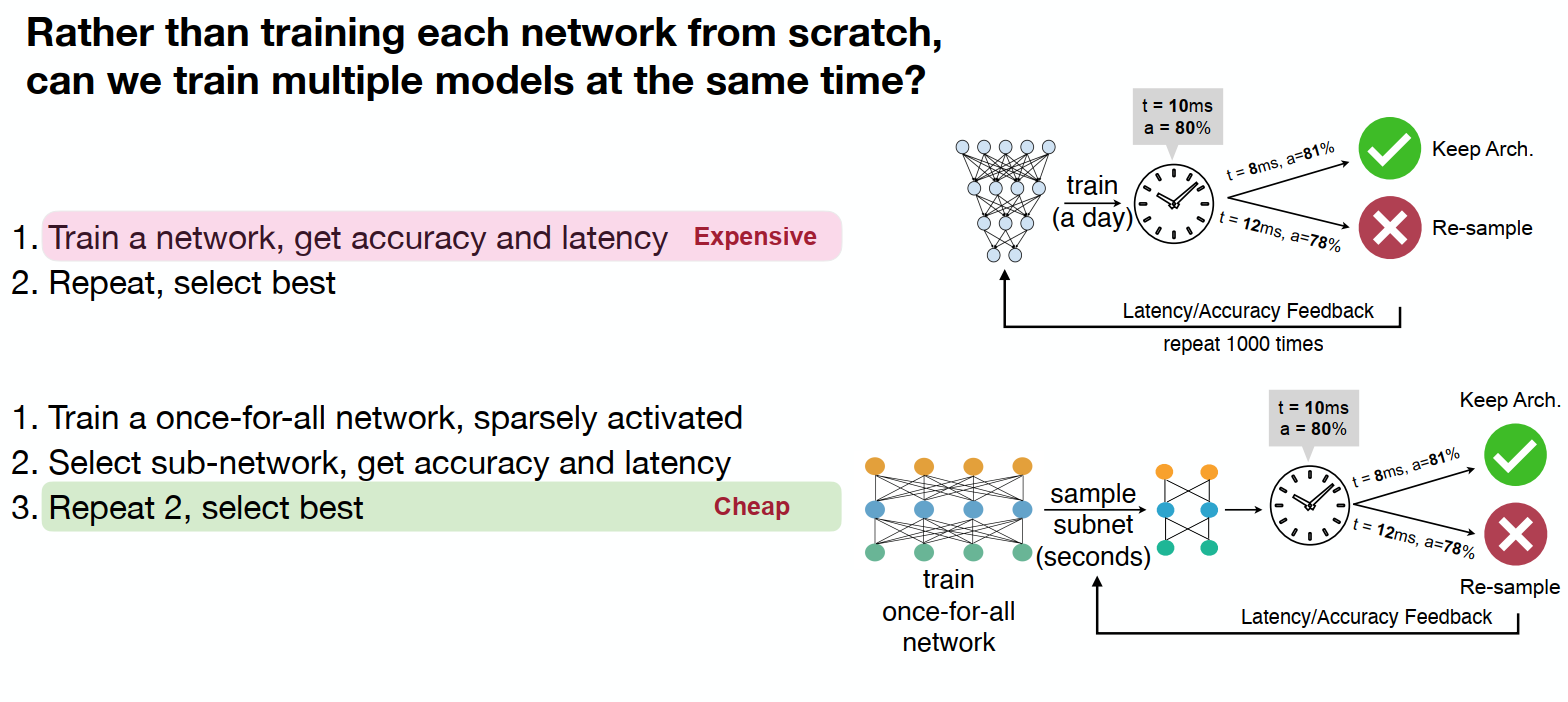 Rather than training each network from scratch,
can we train multiple models at the same time?
1. Train a network, get accuracy and latency Expensive
2. Repeat, select best
t = 10ms
a = 80%
train
(a day)
t = 8ms, a=81%
t = 12ms, a=78%
Keep Arch.
Re-sample
Latency/Accuracy Feedback
repeat 1000 times
1. Train a once-for-all network, sparsely activated
2. Select sub-network, get accuracy and latency
3. Repeat 2, select best Cheap
train
once-for-all
network
sample
subnet
(seconds)
t = 10ms
a = 80%
t = 8ms, a=81%
t = 12ms, a=78%
Keep Arch.
Re-sample
Latency/Accuracy Feedback